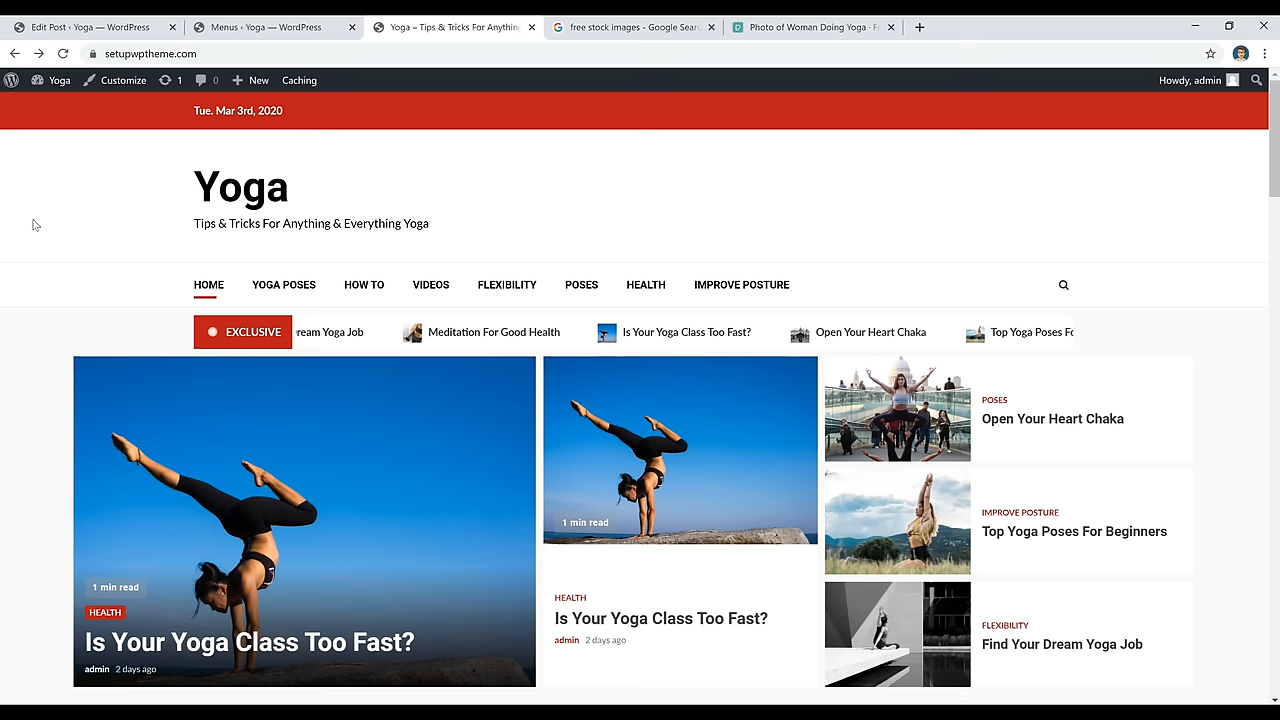 Edit Post ‹ Yoga — WordPress
Menus ‹ Yoga — WordPress
Yoga – Tips & Tricks For Anything
free stock images - Google Sear
Photo of Woman Doing Yoga · F
setupwptheme.com
Yoga
Customize
1
0
New
Caching
Howdy, admin
Tue. Mar 3rd, 2020
Yoga
Tips & Tricks For Anything & Everything Yoga
HOME YOGA POSES HOW TO VIDEOS FLEXIBILITY POSES HEALTH IMPROVE POSTURE
EXCLUSIVE
ream Yoga Job
Meditation For Good Health
Is Your Yoga Class Too Fast?
Open Your Heart Chaka
Top Yoga Poses Fo
1 min read
HEALTH
Is Your Yoga Class Too Fast?
admin 2 days ago
1 min read
HEALTH
Is Your Yoga Class Too Fast?
admin 2 days ago
POSES
Open Your Heart Chaka
IMPROVE POSTURE
Top Yoga Poses For Beginners
FLEXIBILITY
Find Your Dream Yoga Job